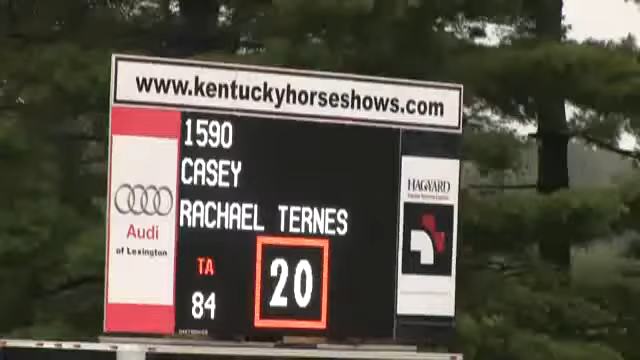 www.kentuckyhorseshows.com
1590
CASEY
RACHAEL TERNES
TA
84
20
Audi
of Lexington
HAGYARD